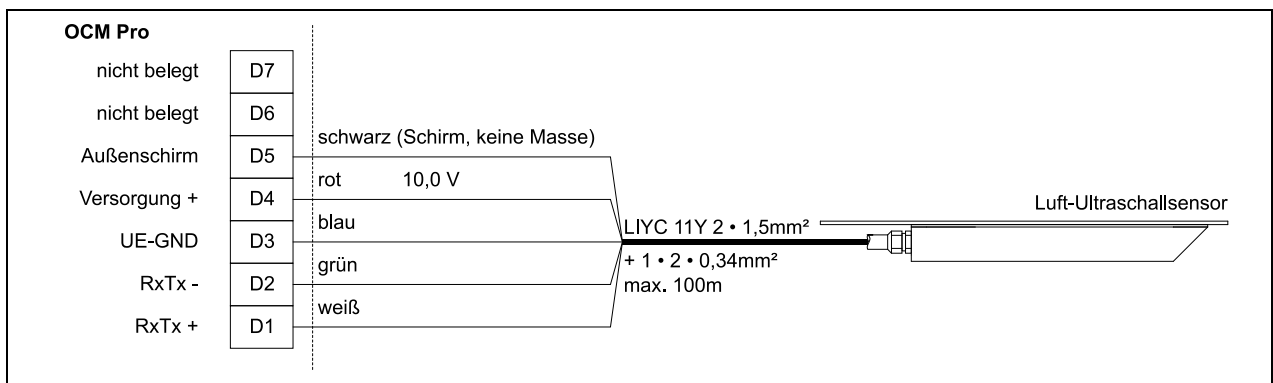 OCM Pro
nicht belegt D7
nicht belegt D6
schwarz (Schirm, keine Masse)
Außenschirm D5
rot 10,0 V
Versorgung + D4
Luft-Ultraschallsensor
blau
LIYC 11Y 2 • 1,5mm²
UE-GND D3
+ 1 • 2 • 0,34mm²
grün
max. 100m
RxTx - D2
weiß
RxTx + D1